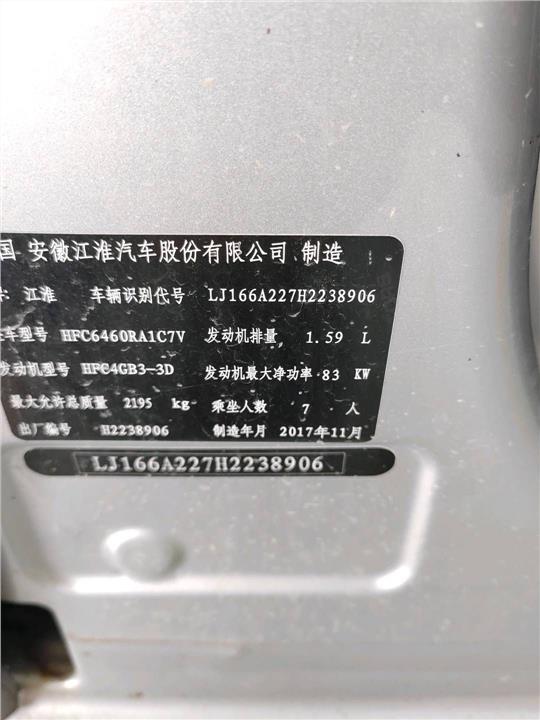 国 安徽江淮汽车股份有限公司 制造
江淮 车辆识别代号 LJ166A227H2238906
车型号 HFC6460RA1C7V 发动机排量 1.59 L
发动机型号 HFC4GB3-3D 发动机最大净功率 83 KW
最大允许总质量 2195 kg 乘坐人数 7 人
出厂编号 H2238906 制造年月 2017年11月
LJ166A227H2238906